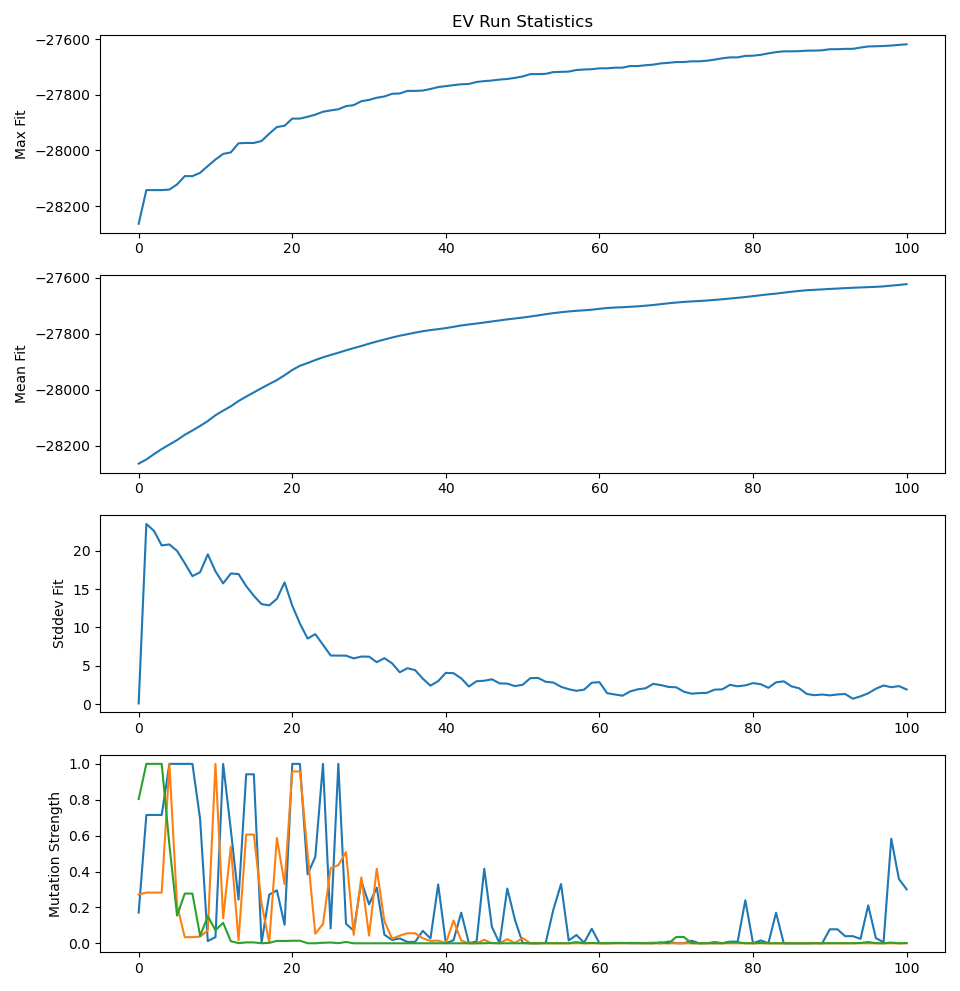 EV Run Statistics
Max Fit
−27600
−27800
−28000
−28200
0 20 40 60 80 100
Mean Fit
−27600
−27800
−28000
−28200
0 20 40 60 80 100
Stddev Fit
20
15
10
5
0
0 20 40 60 80 100
Mutation Strength
1.0
0.8
0.6
0.4
0.2
0.0
0 20 40 60 80 100